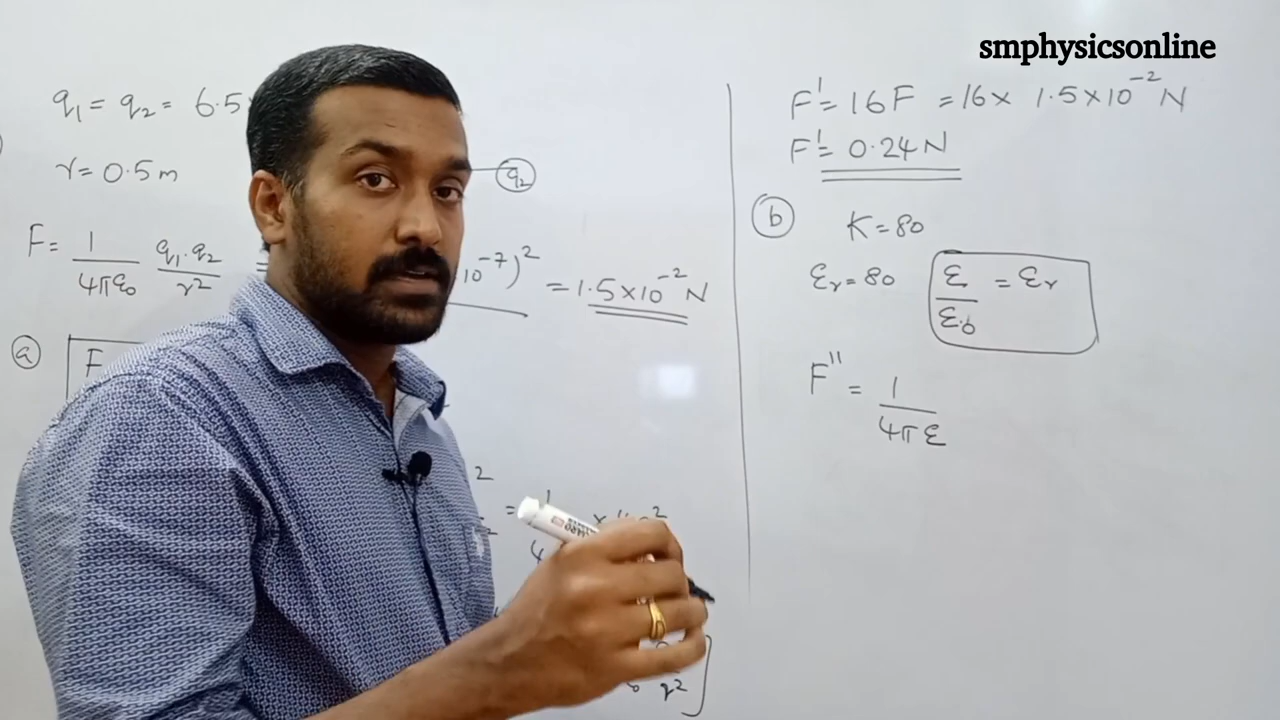 smphysicsonline
q₁ = q₂ = 6.5
r = 0.5 m
q₂
F = 1/4πε₀ q₁.q₂/r² =
10⁻⁷)² = 1.5×10⁻² N
ⓐ F
F' = 16F = 16 × 1.5×10⁻² N
F' = 0.24 N
ⓑ K = 80
εᵣ = 80 ε/ε₀ = εᵣ
F'' = 1/4πε